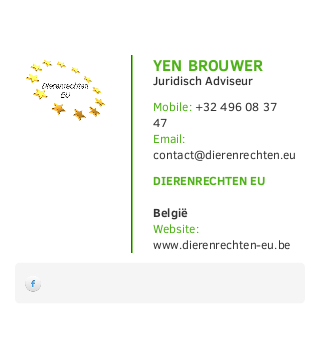 Dierenrechten
EU
YEN BROUWER
Juridisch Adviseur
Mobile: +32 496 08 37
47
Email:
contact@dierenrechten.eu
DIERENRECHTEN EU
België
Website:
www.dierenrechten-eu.be